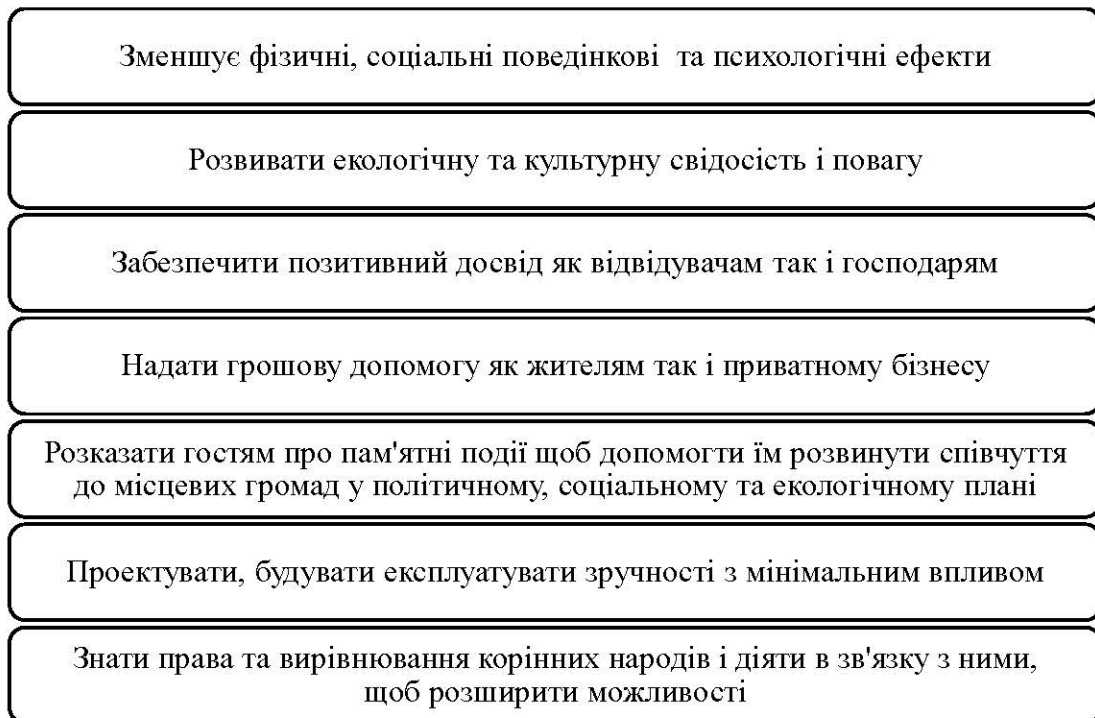 Зменшує фізичні, соціальні поведінкові та психологічні ефекти
Розвивати екологічну та культурну свідосість і повагу
Забезпечити позитивний досвід як відвідувачам так і господарям
Надати грошову допомогу як жителям так і приватному бізнесу
Розказати гостям про пам'ятні події щоб допомогти їм розвинути співчуття
до місцевих громад у політичному, соціальному та екологічному плані
Проектувати, будувати експлуатувати зручності з мінімальним впливом
Знати права та вирівнювання корінних народів і діяти в зв'язку з ними,
щоб розширити можливості